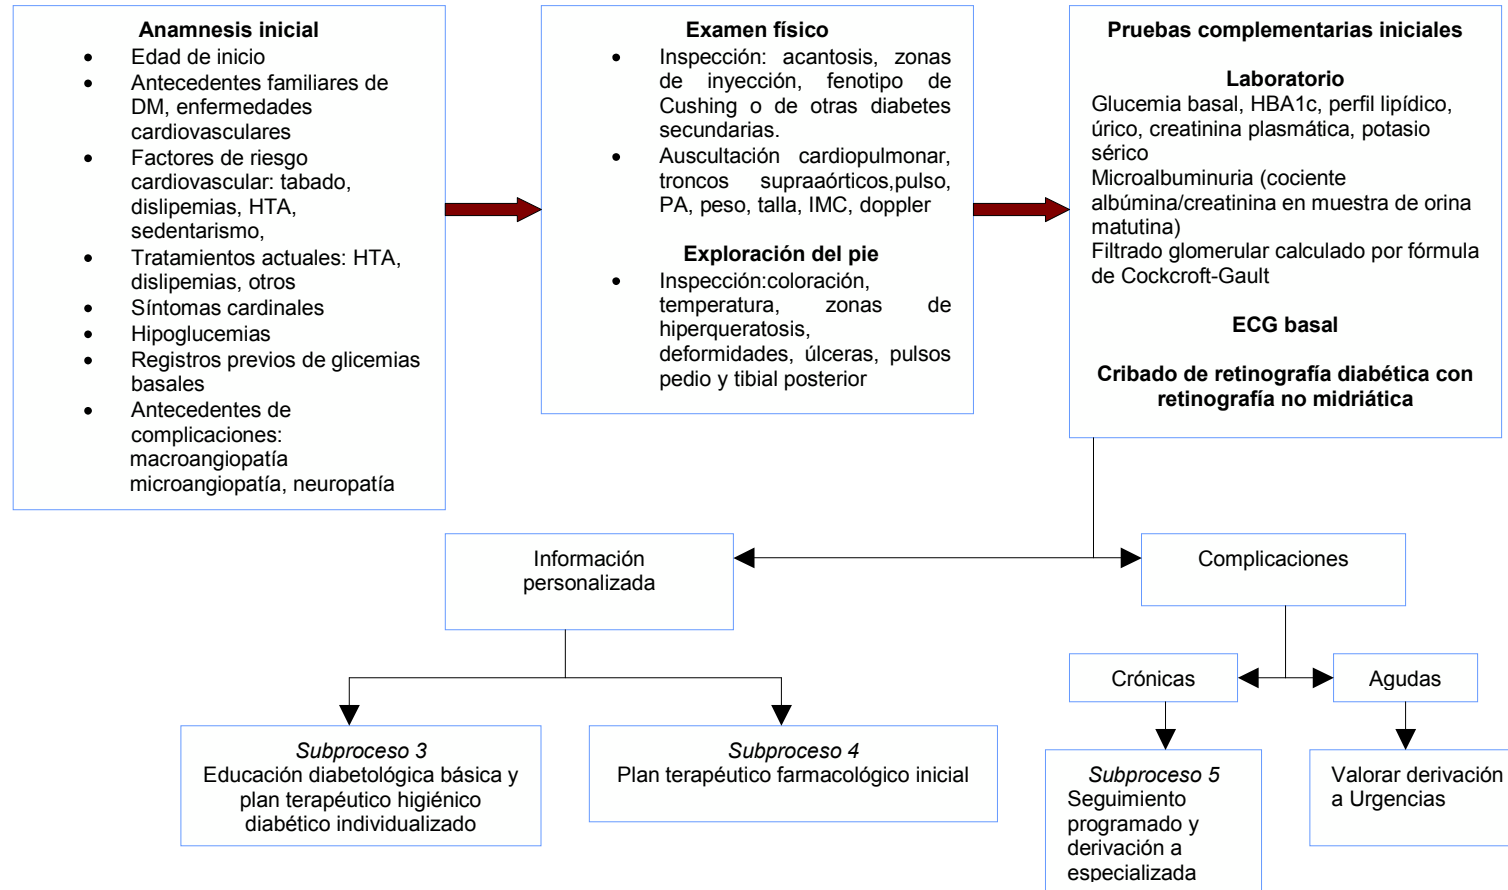 Anamnesis inicial
• Edad de inicio
• Antecedentes familiares de
DM, enfermedades
cardiovasculares
• Factores de riesgo
cardiovascular: tabado,
dislipemias, HTA,
sedentarismo,
• Tratamientos actuales: HTA,
dislipemias, otros
• Síntomas cardinales
• Hipoglucemias
• Registros previos de glicemias
basales
• Antecedentes de
complicaciones:
macroangiopatía
microangiopatía, neuropatía
Examen físico
• Inspección: acantosis, zonas
de inyección, fenotipo de
Cushing o de otras diabetes
secundarias.
• Auscultación cardiopulmonar,
troncos supraaórticos,pulso,
PA, peso, talla, IMC, doppler
Exploración del pie
• Inspección:coloración,
temperatura, zonas de
hiperqueratosis,
deformidades, úlceras, pulsos
pedio y tibial posterior
Pruebas complementarias iniciales
Laboratorio
Glucemia basal, HBA1c, perfil lipídico,
úrico, creatinina plasmática, potasio
sérico
Microalbuminuria (cociente
albúmina/creatinina en muestra de orina
matutina)
Filtrado glomerular calculado por fórmula
de Cockcroft-Gault
ECG basal
Cribado de retinografía diabética con
retinografía no midriática
Información
personalizada
Complicaciones
Crónicas
Agudas
Subproceso 3
Educación diabetológica básica y
plan terapéutico higiénico
diabético individualizado
Subproceso 4
Plan terapéutico farmacológico inicial
Subproceso 5
Seguimiento
programado y
derivación a
especializada
Valorar derivación
a Urgencias